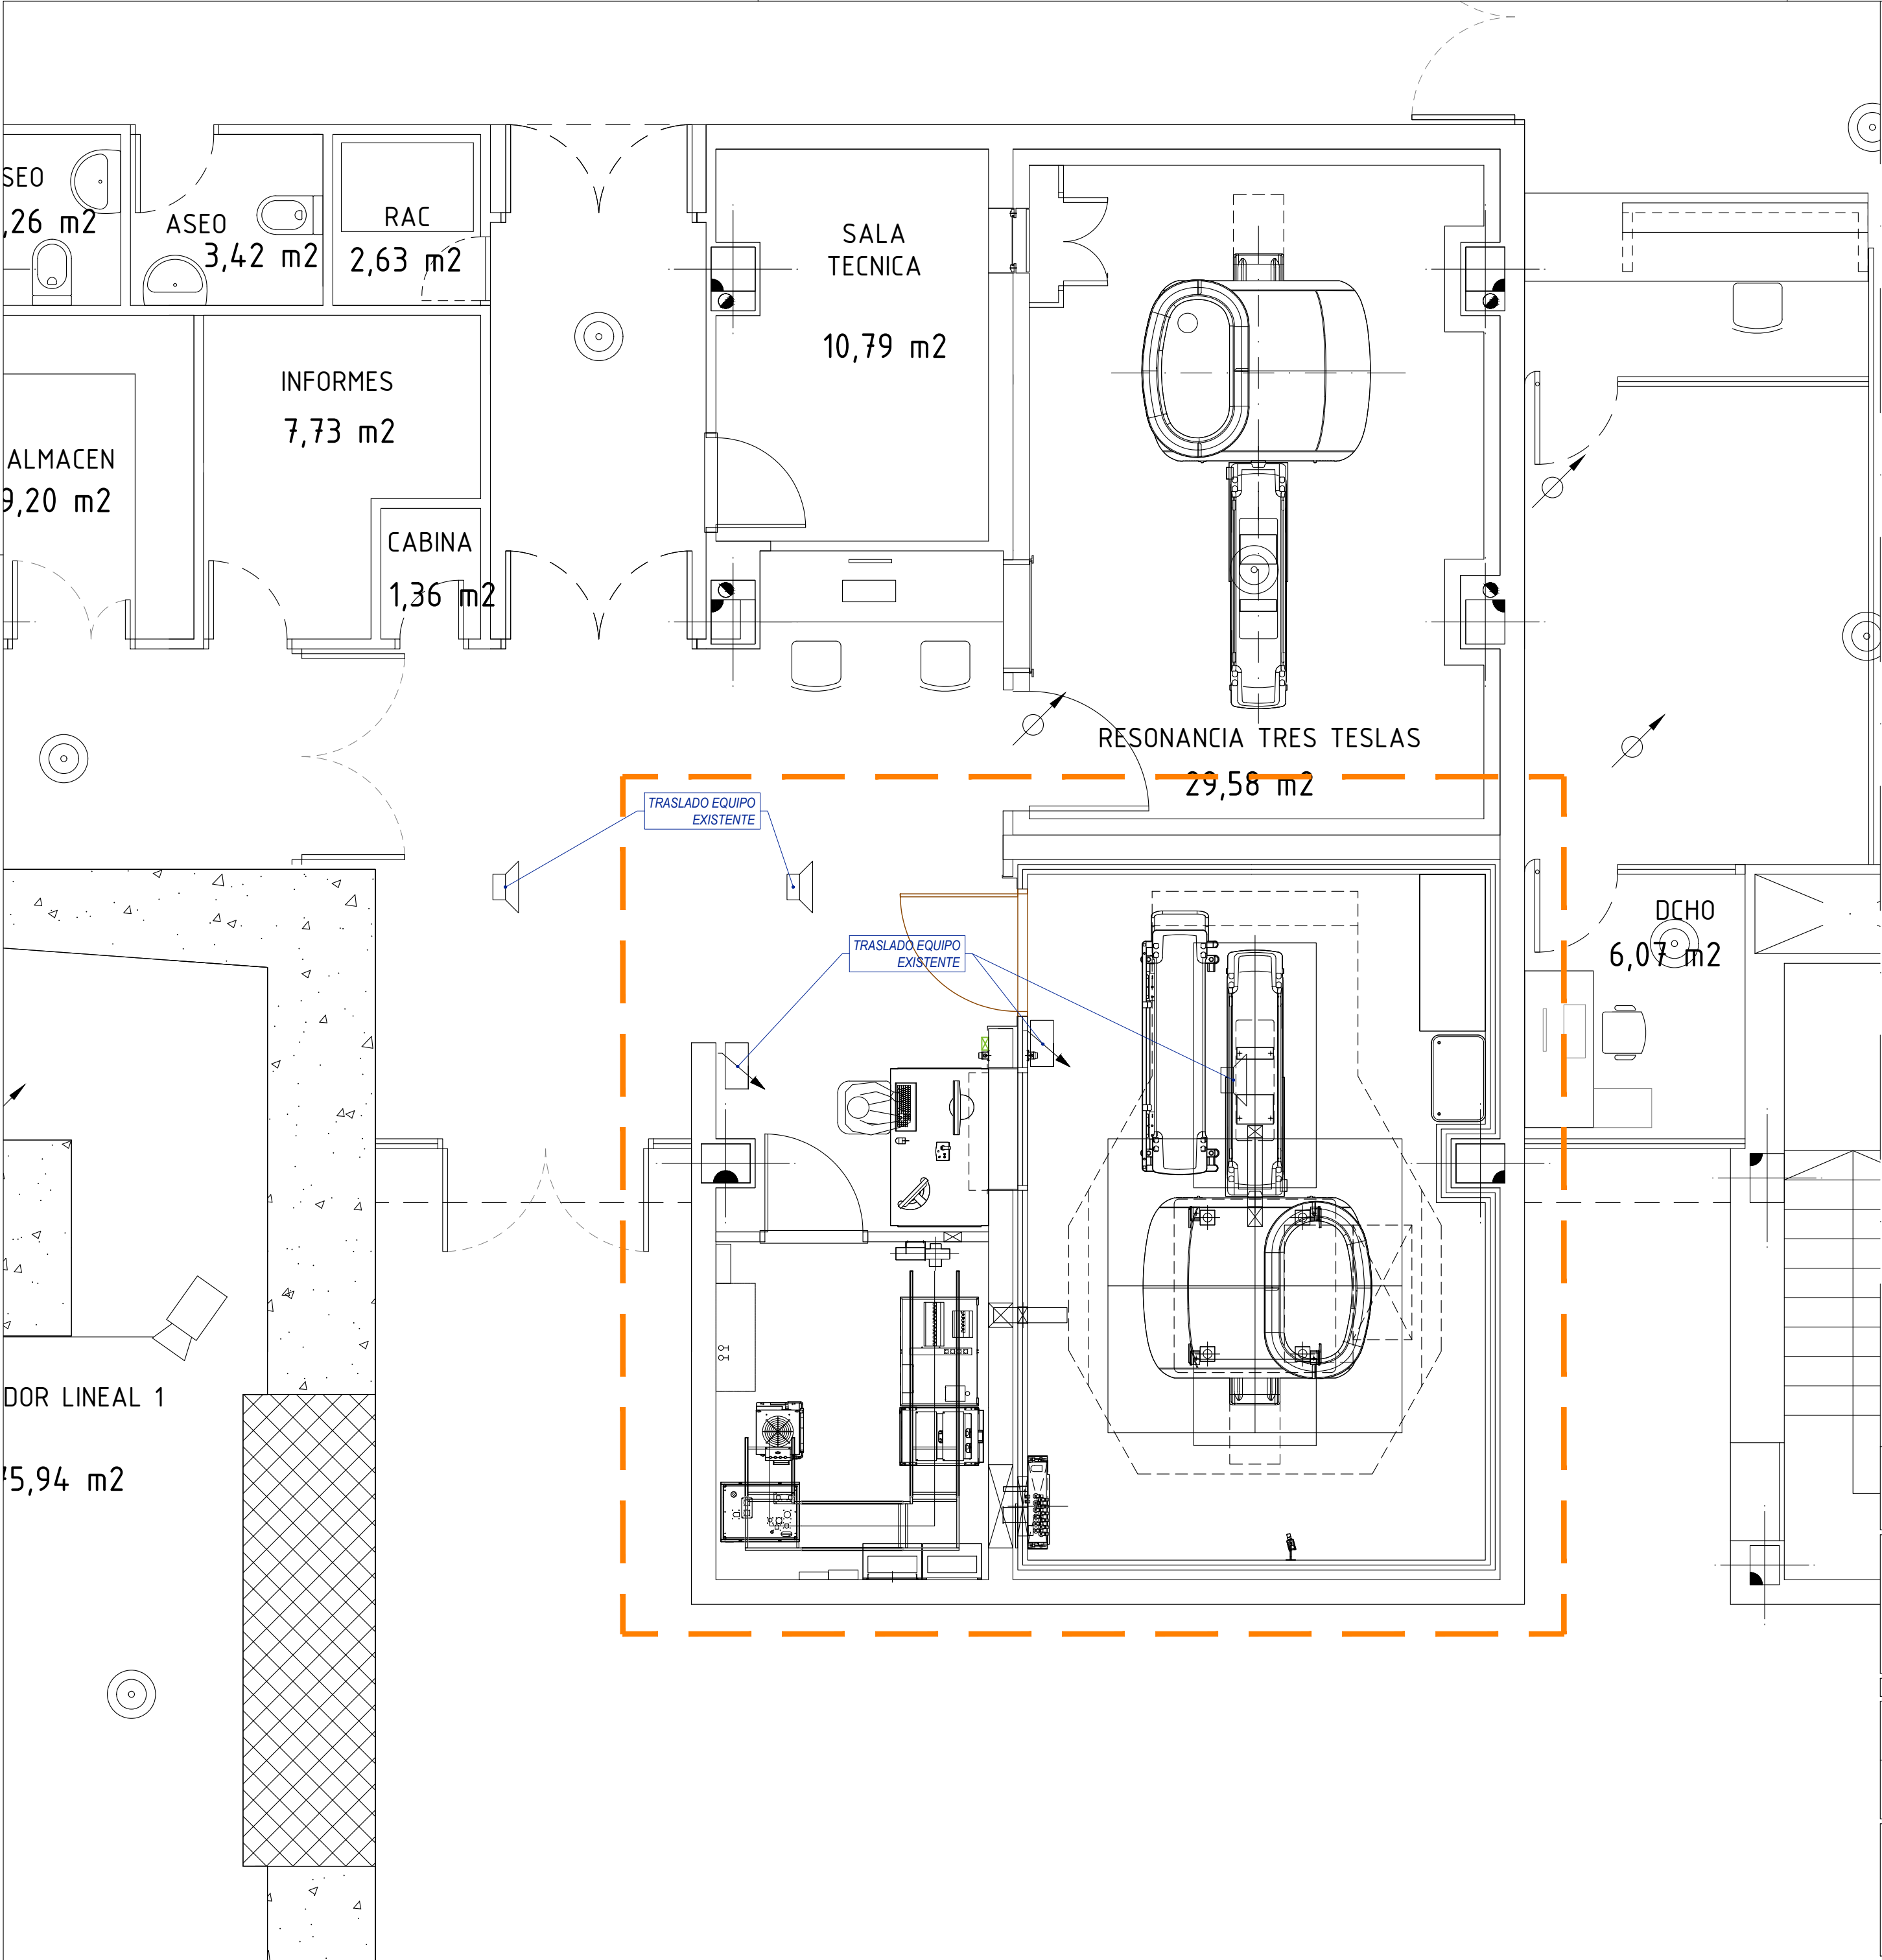 SEO
,26 m2
ASEO
3,42 m2
RAC
2,63 m2
SALA
TECNICA
10,79 m2
INFORMES
7,73 m2
ALMACEN
9,20 m2
CABINA
1,36 m2
RESONANCIA TRES TESLAS
29,58 m2
TRASLADO EQUIPO
EXISTENTE
TRASLADO EQUIPO
EXISTENTE
DCHO
6,07 m2
DOR LINEAL 1
5,94 m2